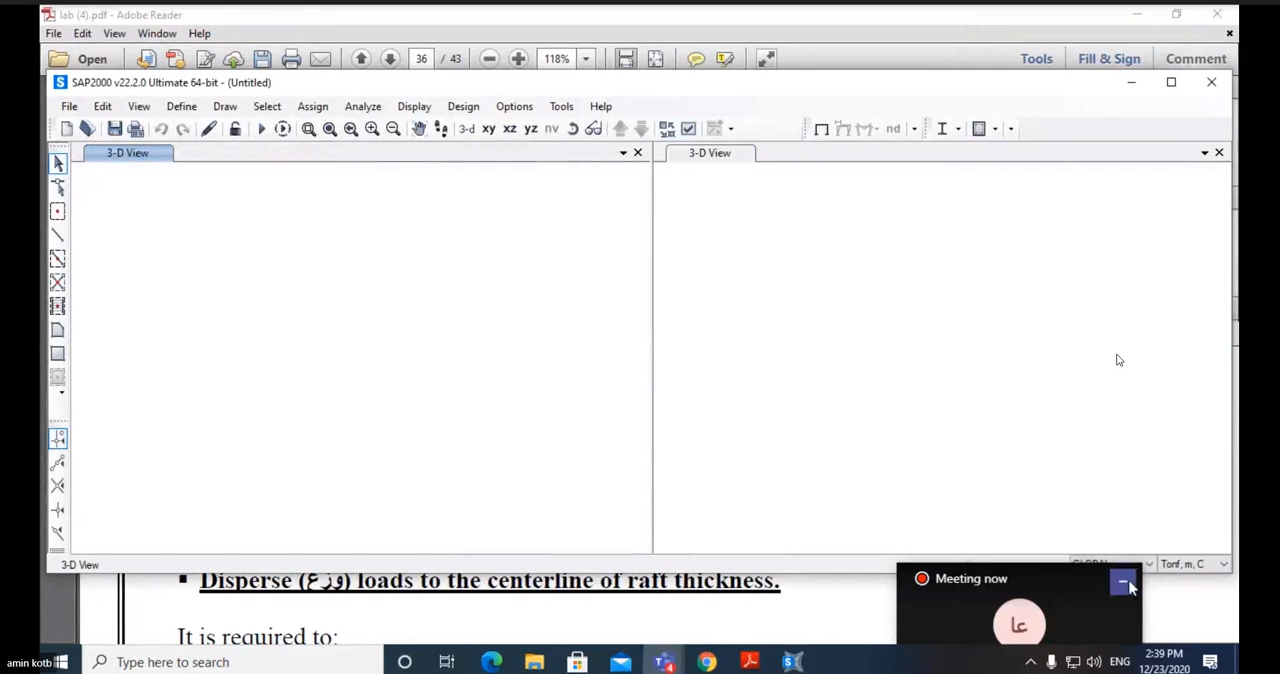 lab (4).pdf - Adobe Reader
File Edit View Window Help
Open 36 / 43 118% Tools Fill & Sign Comment
SAP2000 v22.2.0 Ultimate 64-bit - (Untitled)
File Edit View Define Draw Select Assign Analyze Display Design Options Tools Help
3-d xy xz yz nv nd
3-D View 3-D View
3-D View GLOBAL Tonf, m, C
Disperse (وزع) loads to the centerline of raft thickness.
It is required to:
Meeting now
عا
amin kotb
Type here to search
4
ENG
2:39 PM
12/23/2020